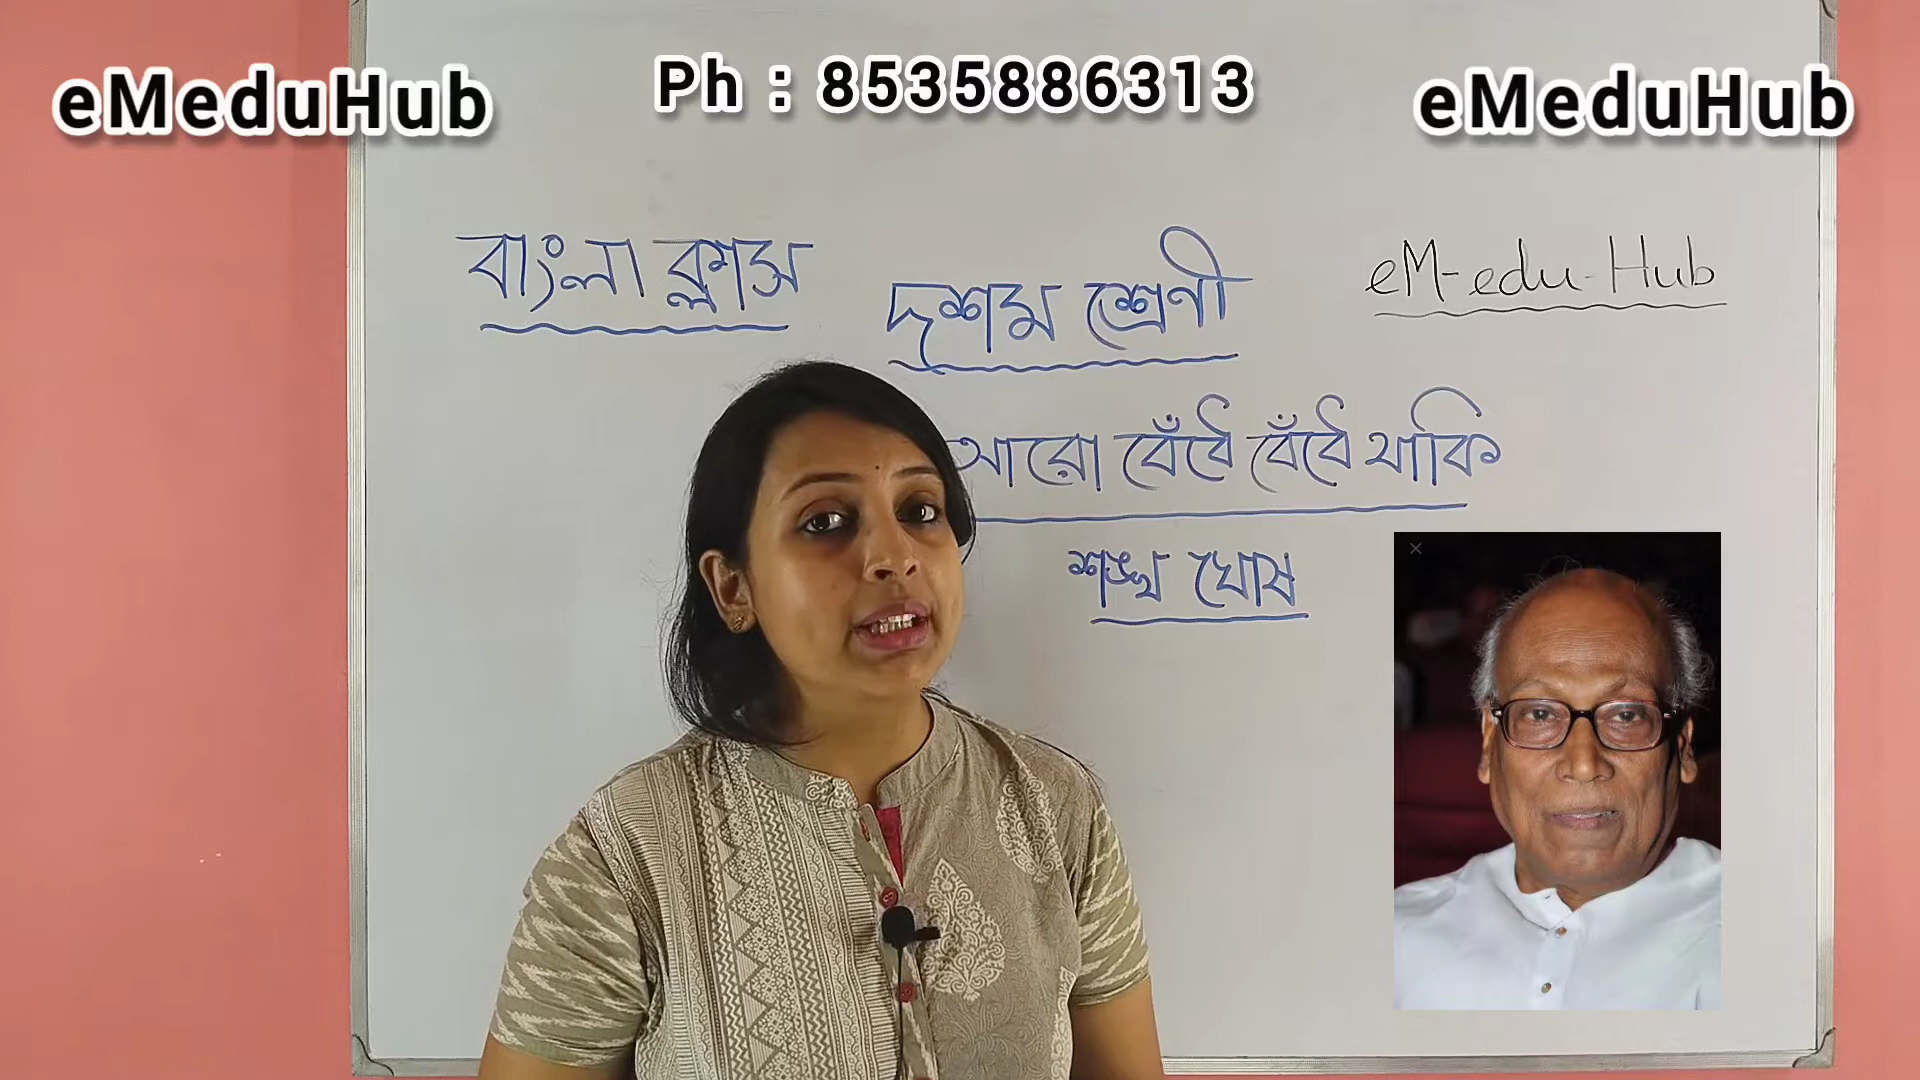 eMeduHub
Ph : 8535886313
eMeduHub
বাংলা ক্লাস
দশম শ্রেণী
eM-edu-Hub
আরো বেঁধে বেঁধে থাকি
শঙ্খ ঘোষ